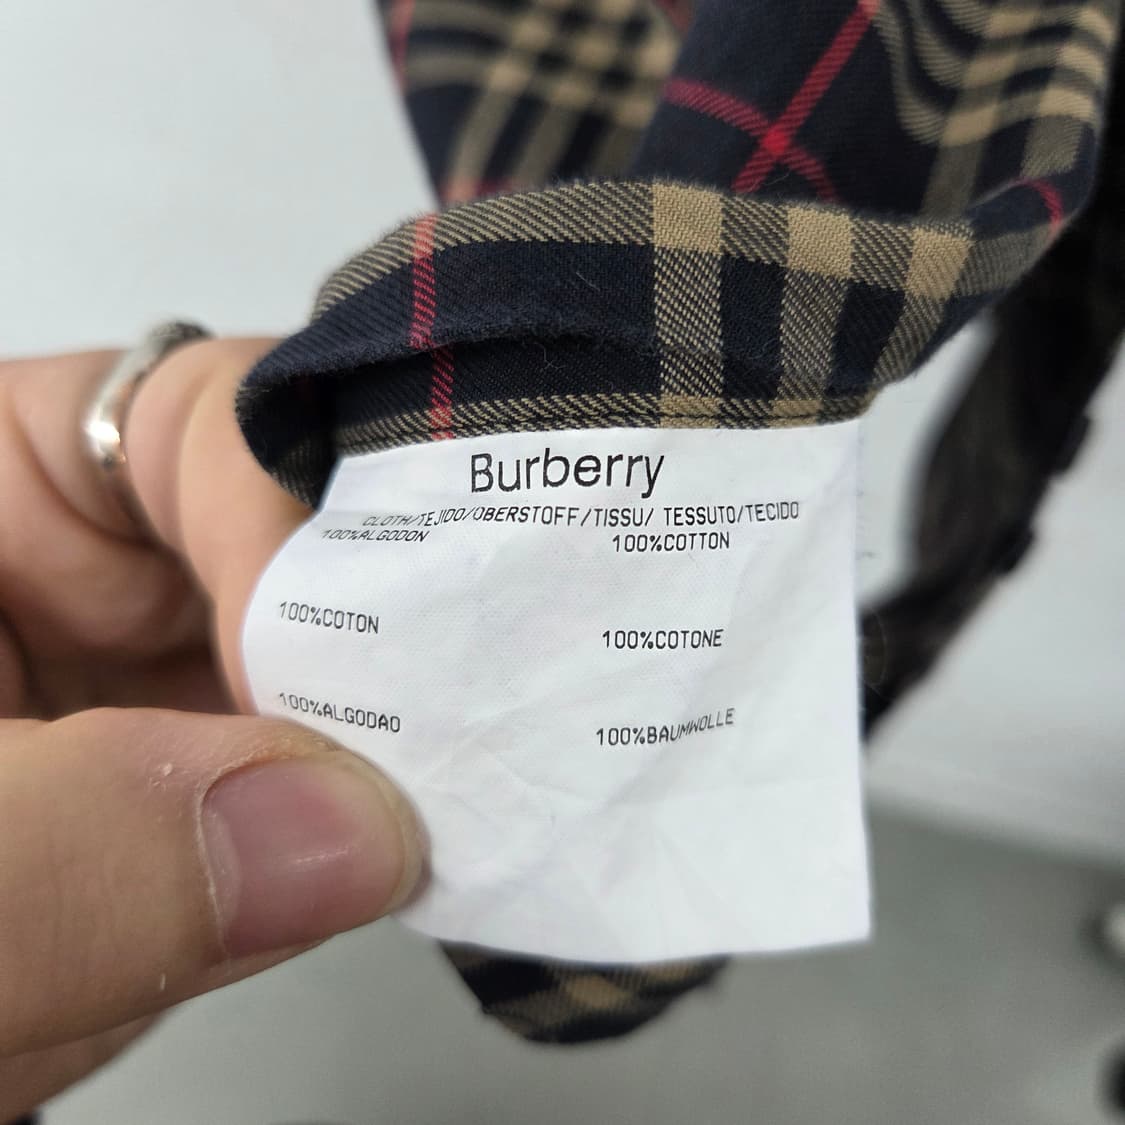 Burberry
CLOTH/TEJIDO/OBERSTOFF/TISSU/ TESSUTO/TECIDO
100%ALGODON 100%COTTON
100%COTON 100%COTONE
100%ALGODAO 100%BAUMWOLLE